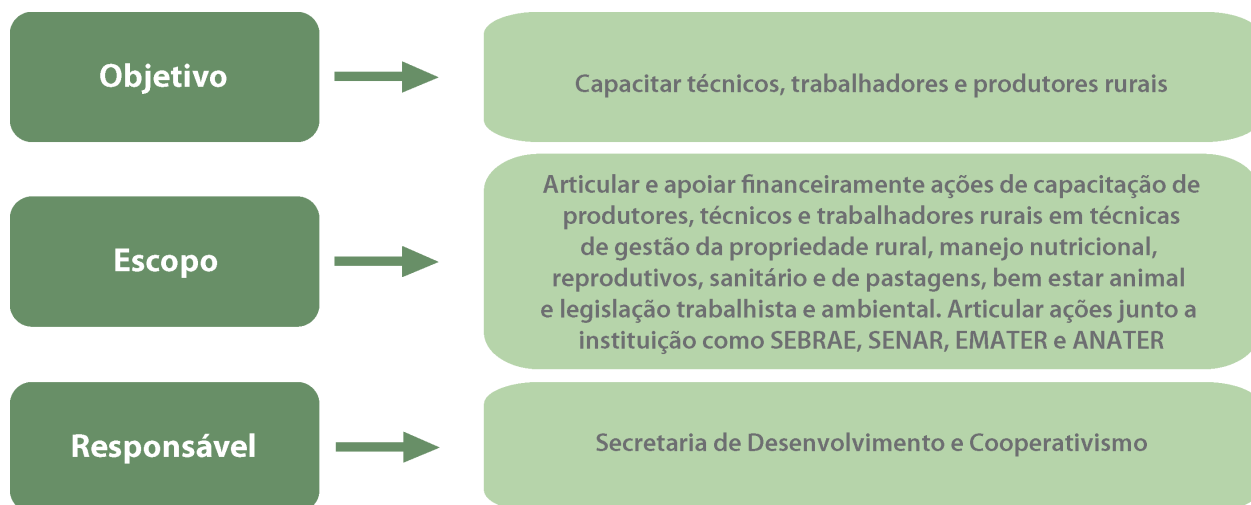 Objetivo
Capacitar técnicos, trabalhadores e produtores rurais
Escopo
Articular e apoiar financeiramente ações de capacitação de
produtores, técnicos e trabalhadores rurais em técnicas
de gestão da propriedade rural, manejo nutricional,
reprodutivos, sanitário e de pastagens, bem estar animal
e legislação trabalhista e ambiental. Articular ações junto a
instituição como SEBRAE, SENAR, EMATER e ANATER
Responsável
Secretaria de Desenvolvimento e Cooperativismo